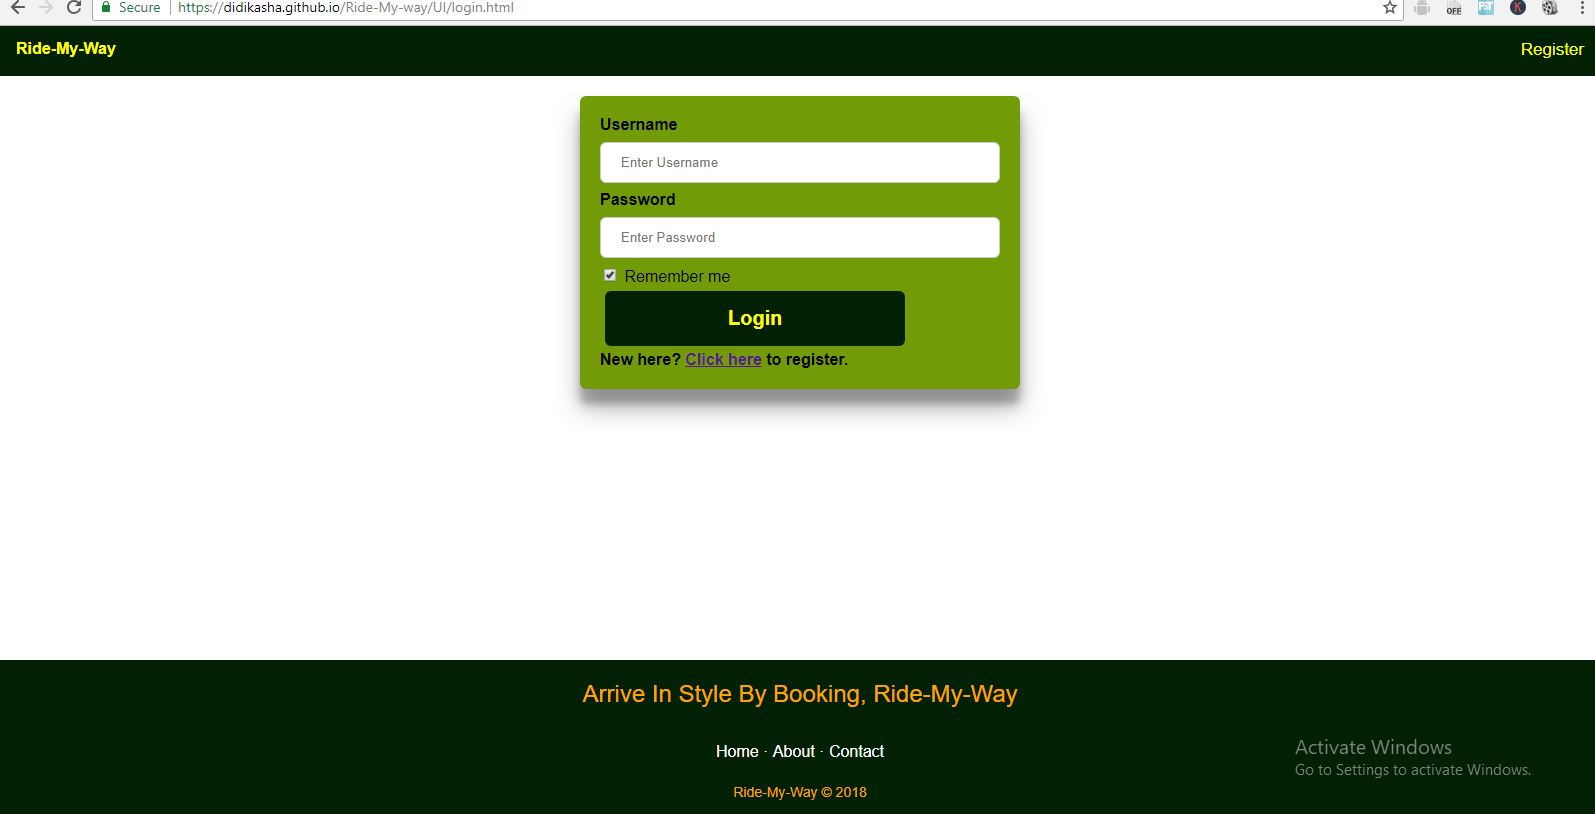 Secure https://didikasha.github.io/Ride-My-way/UI/login.html
OFF
Ride-My-Way Register
Username
Enter Username
Password
Enter Password
Remember me
Login
New here? Click here to register.
Arrive In Style By Booking, Ride-My-Way
Home · About · Contact
Activate Windows
Go to Settings to activate Windows.
Ride-My-Way © 2018